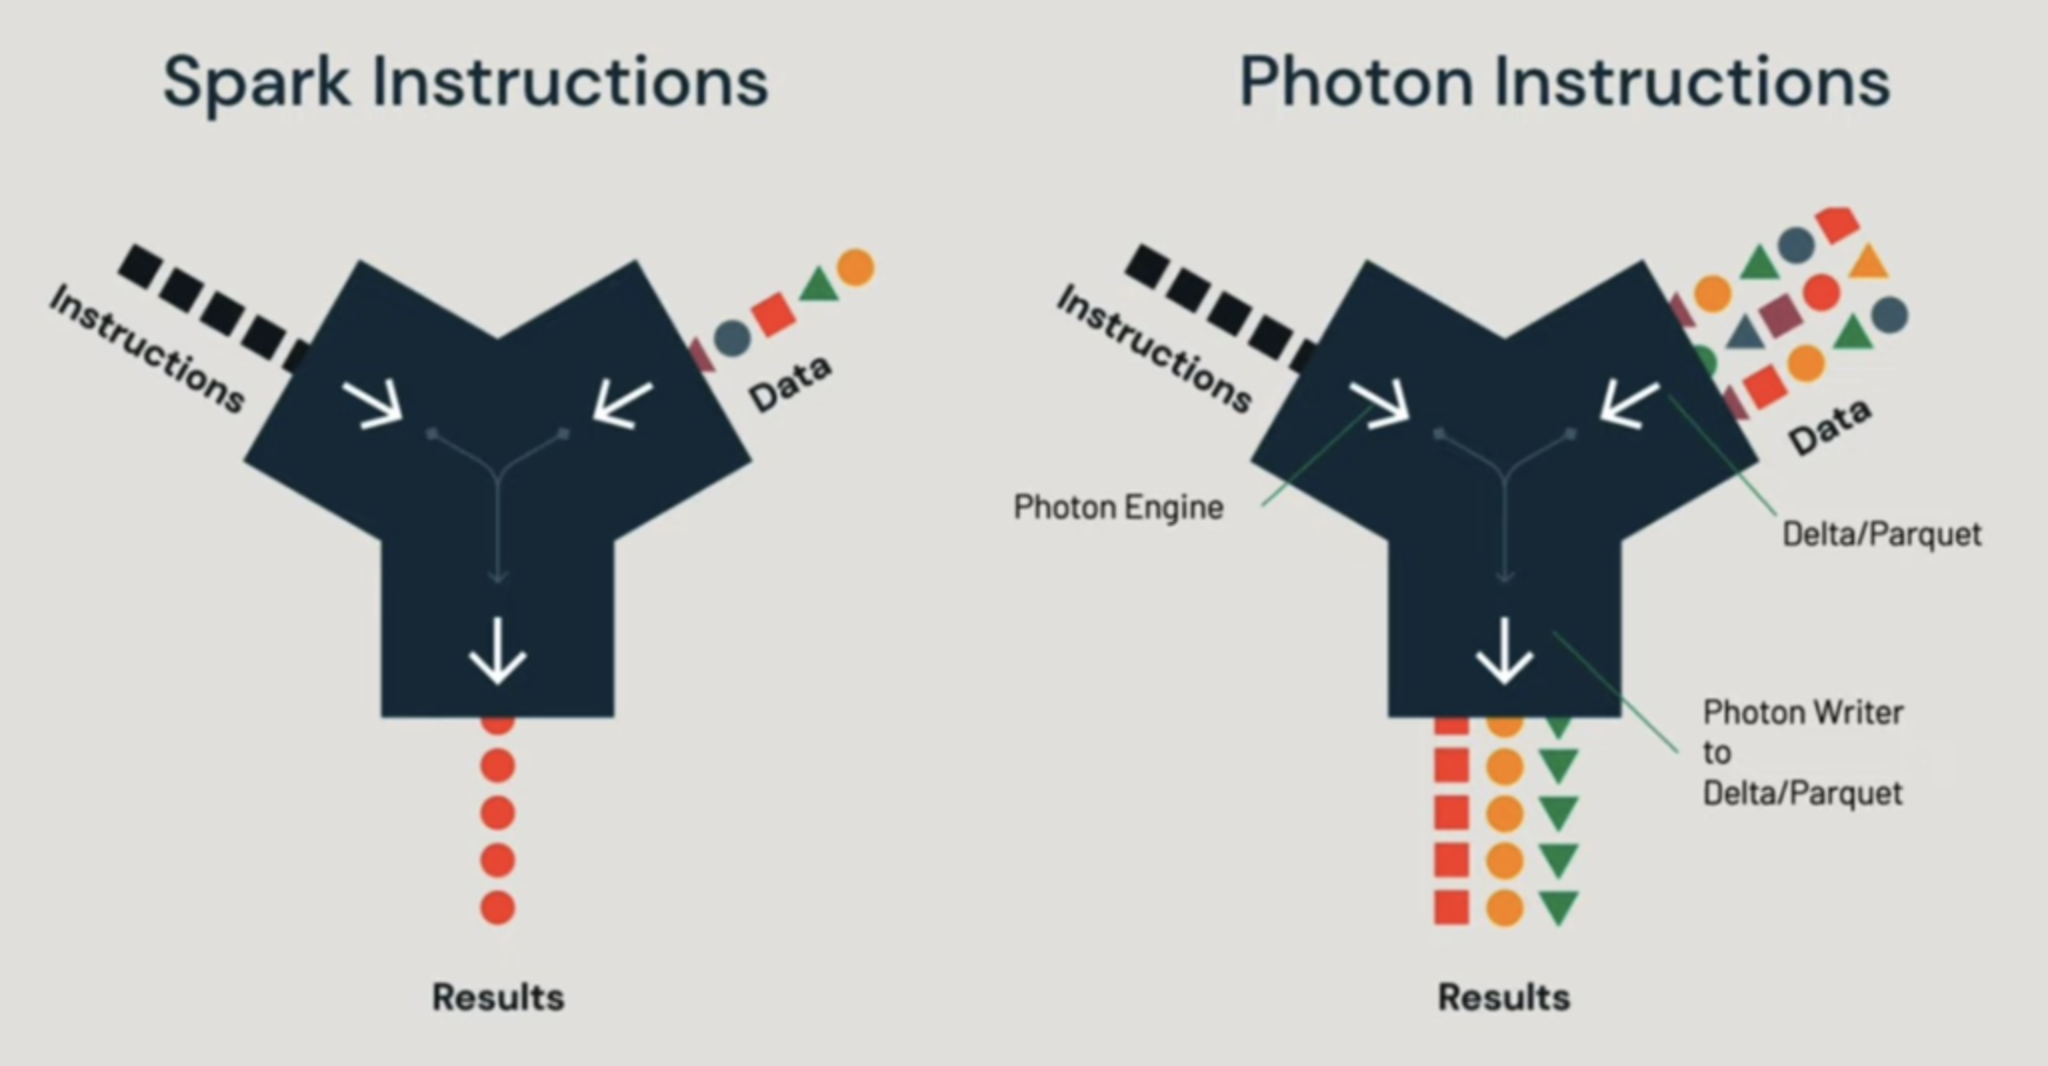 Spark Instructions
Instructions
Data
Results
Photon Instructions
Instructions
Data
Photon Engine
Delta/Parquet
Photon Writer
to
Delta/Parquet
Results